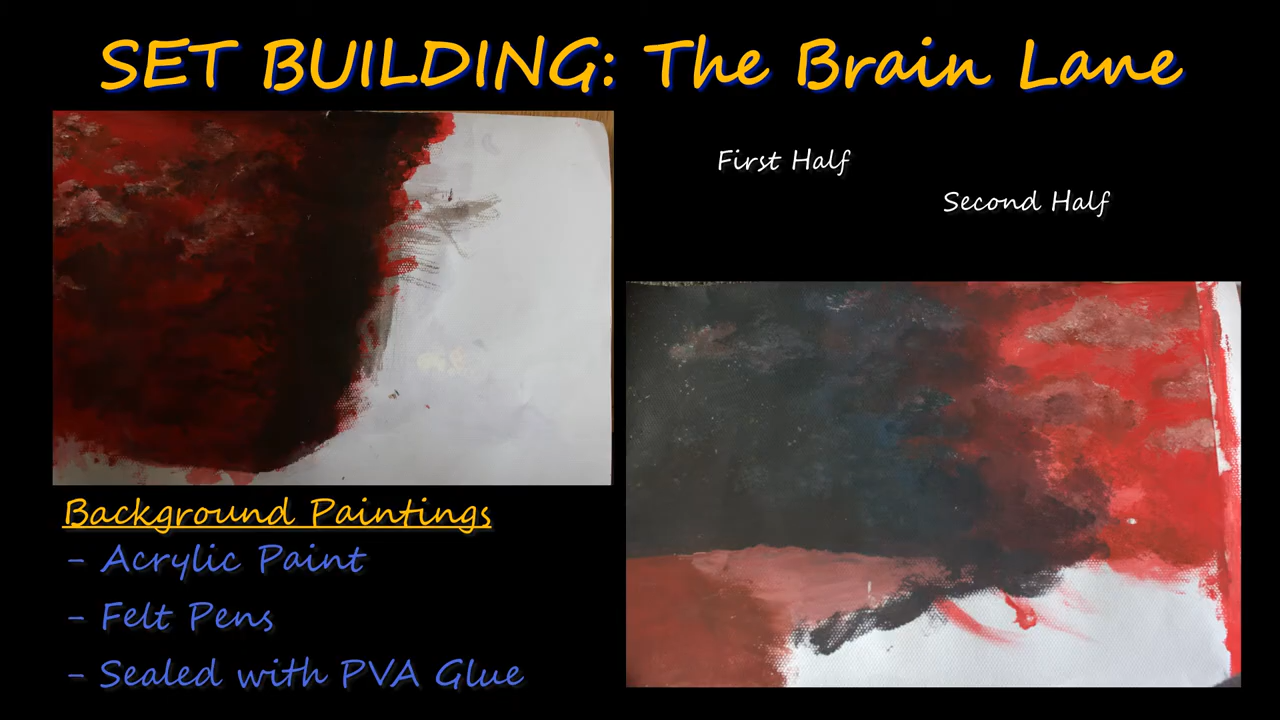 SET BUILDING: The Brain Lane
First Half
Second Half
Background Paintings
- Acrylic Paint
- Felt Pens
- Sealed with PVA Glue